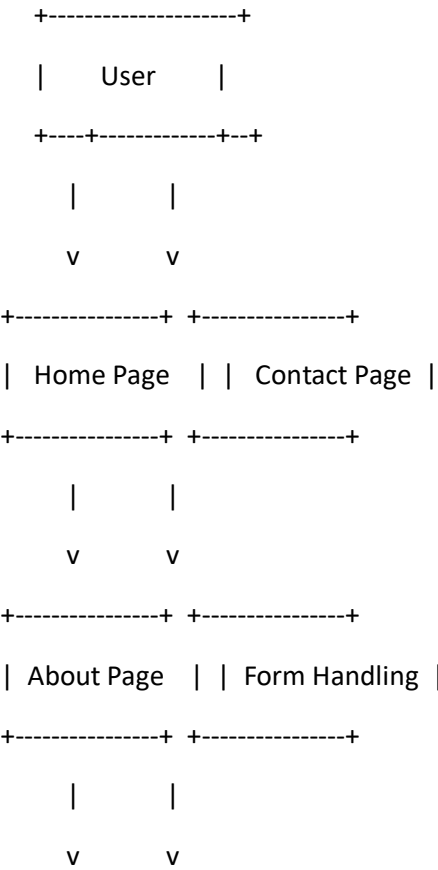 +---------------------+
|       User       |
+----+-------------+--+
|          |
v          v
+----------------+ +----------------+
|  Home Page   | |  Contact Page  |
+----------------+ +----------------+
|          |
v          v
+----------------+ +----------------+
|  About Page   | |  Form Handling  |
+----------------+ +----------------+
|          |
v          v